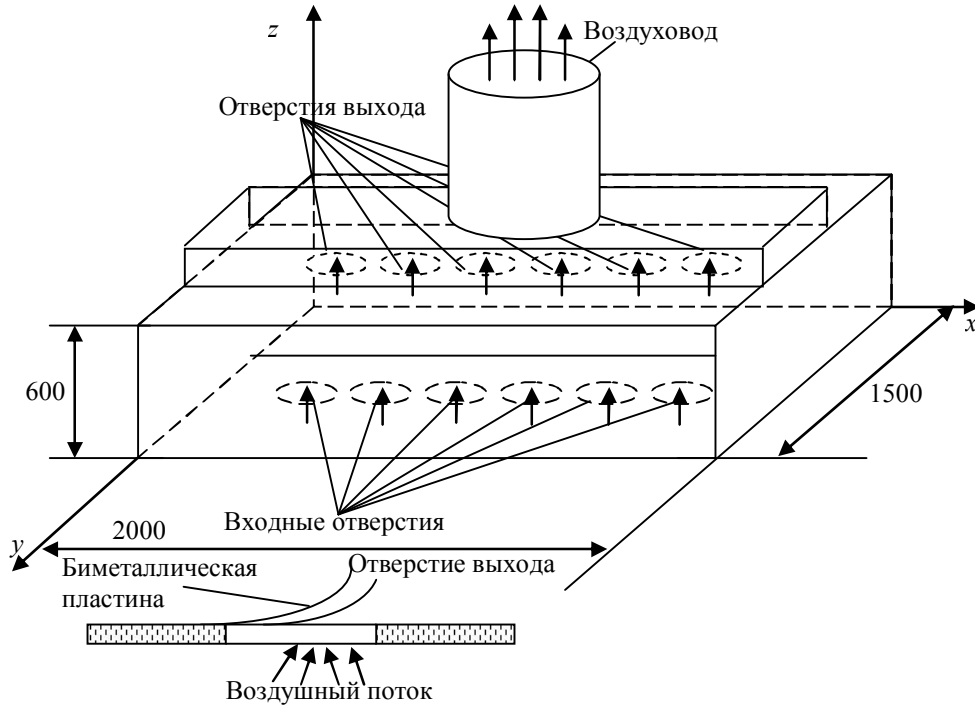 z
Воздуховод
Отверстия выхода
x
600
1500
Входные отверстия
y
2000
Биметаллическая
пластина
Отверстие выхода
Воздушный поток